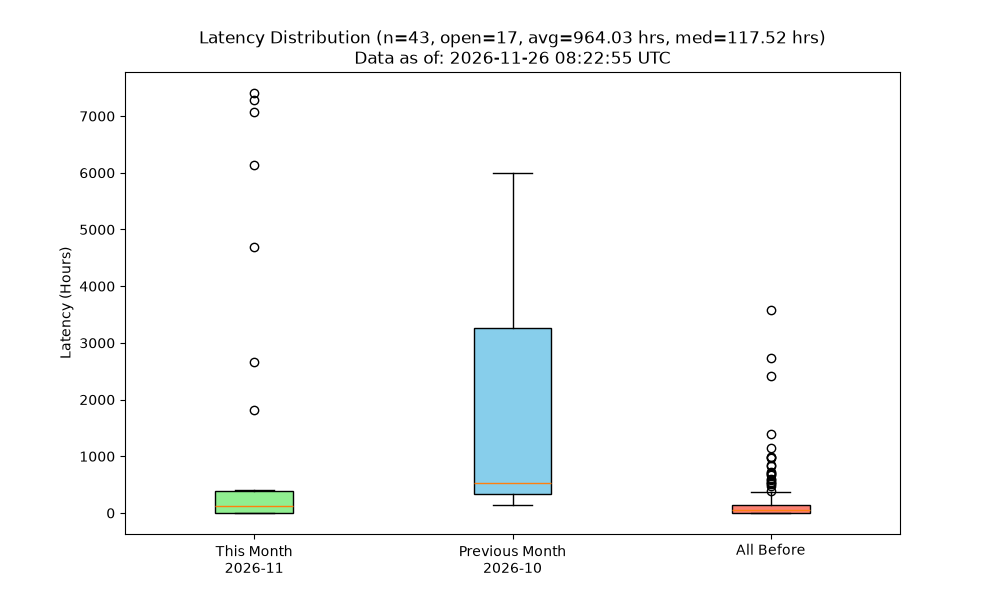 Latency Distribution (n=43, open=17, avg=964.03 hrs, med=117.52 hrs)
Data as of: 2026-11-26 08:22:55 UTC
Latency (Hours)
7000
6000
5000
4000
3000
2000
1000
0
This Month
2026-11
Previous Month
2026-10
All Before